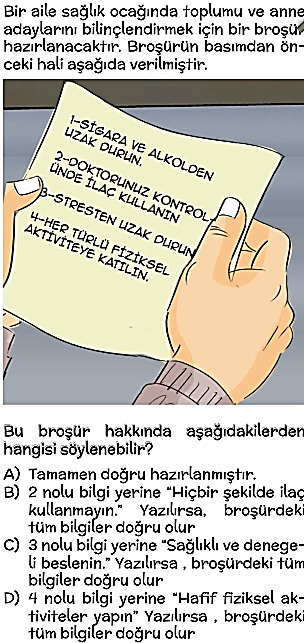 Bir aile sağlık ocağında toplumu ve anne
adaylarını bilinçlendirmek için bir broşür
hazırlanacaktır. Broşürün basımdan ön-
ceki hali aşağıda verilmiştir.
1-SİGARA VE ALKOLDEN
UZAK DURUN.
2-DOKTORUNUZ KONTROL-
ÜNDE İLAÇ KULLANIN
3-STRESTEN UZAK DURUN
4-HER TÜRLÜ FİZİKSEL
AKTİVİTEYE KATILIN.
Bu broşür hakkında aşağıdakilerden
hangisi söylenebilir?
A) Tamamen doğru hazırlanmıştır.
B) 2 nolu bilgi yerine "Hiçbir şekilde ilaç
kullanmayın." Yazılırsa, broşürdeki
tüm bilgiler doğru olur
C) 3 nolu bilgi yerine "Sağlıklı ve denege-
li beslenin." Yazılırsa , broşürdeki tüm
bilgiler doğru olur
D) 4 nolu bilgi yerine "Hafif fiziksel ak-
tiviteler yapın" Yazılırsa , broşürdeki
tüm bilgiler doğru olur